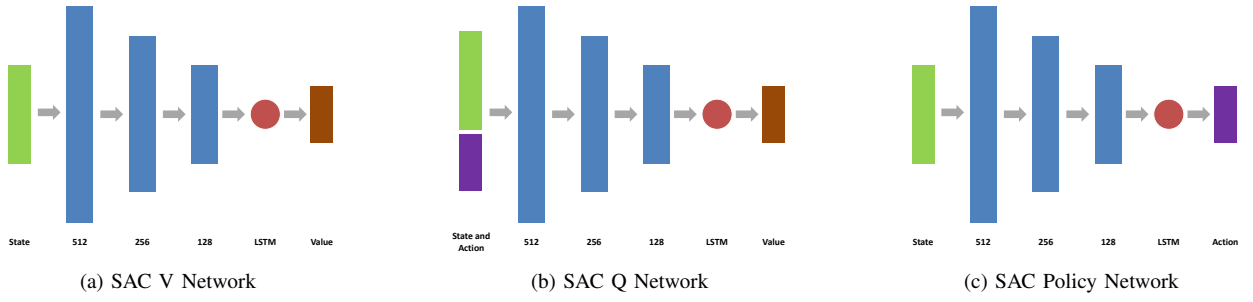 State 512 256 128 LSTM Value
(a) SAC V Network
State and
Action 512 256 128 LSTM Value
(b) SAC Q Network
State 512 256 128 LSTM Action
(c) SAC Policy Network